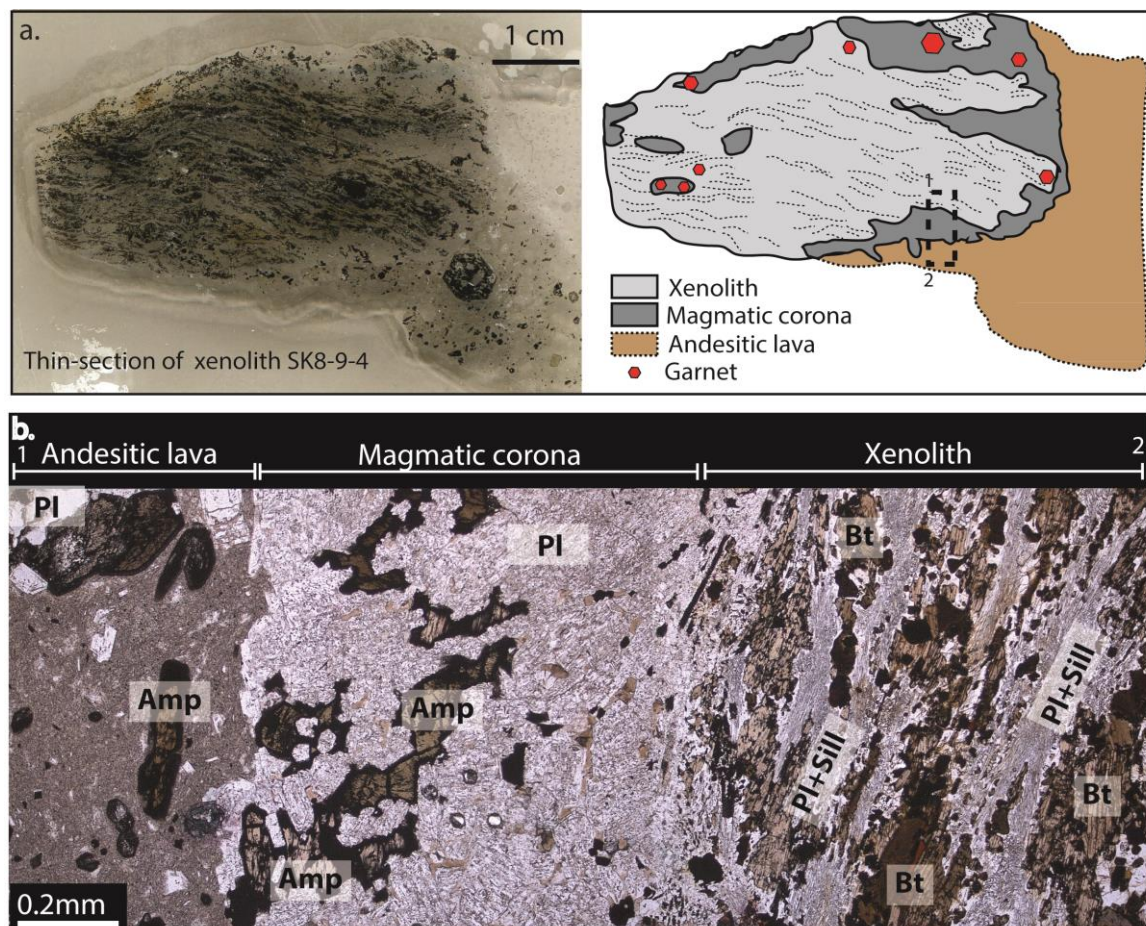 a.
1 cm
Thin-section of xenolith SK8-9-4
1
2
Xenolith
Magmatic corona
Andesitic lava
Garnet
b.
1 Andesitic lava Magmatic corona Xenolith 2
Pl
Pl
Bt
Amp
Amp
Pl+Sill
Pl+Sill
Bt
Amp
Bt
0.2mm